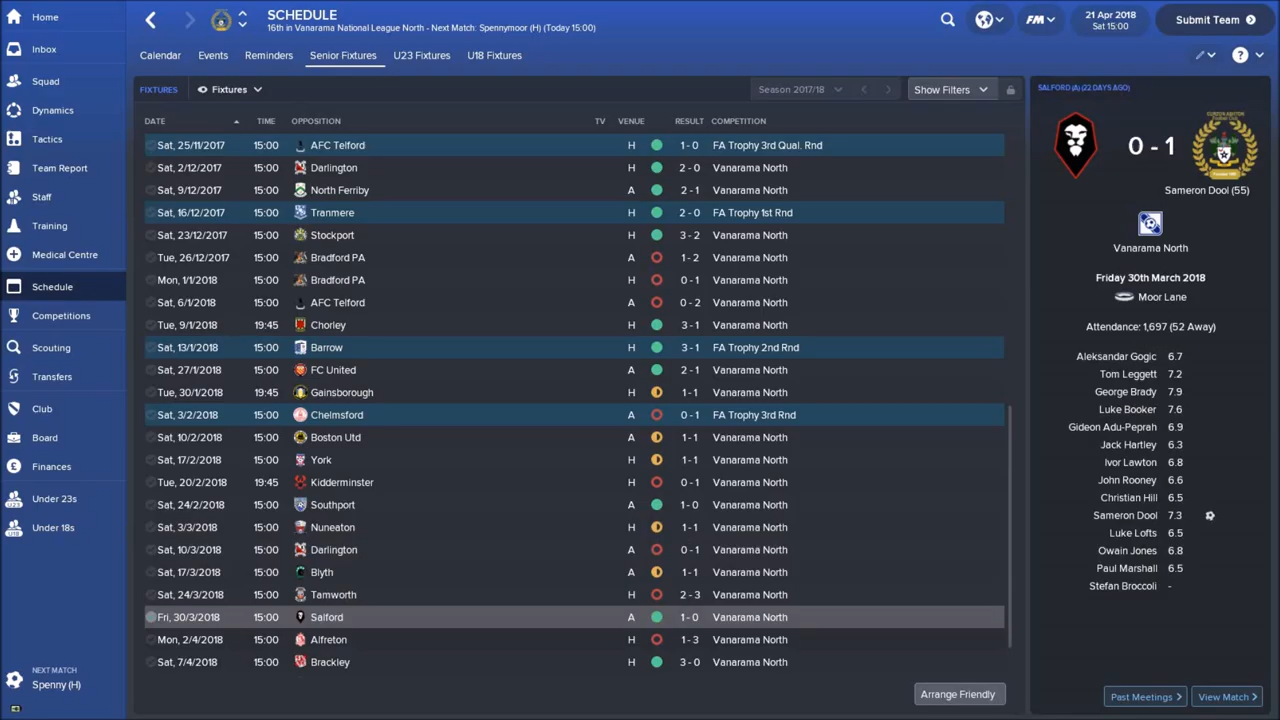 Home
Inbox
Squad
Dynamics
Tactics
Team Report
Staff
Training
Medical Centre
Schedule
Competitions
Scouting
Transfers
Club
Board
Finances
Under 23s
Under 18s
NEXT MATCH
Spenny (H)
SCHEDULE
16th in Vanarama National League North - Next Match: Spennymoor (H) (Today 15:00)
FM
21 Apr 2018
Sat 15:00
Submit Team
Calendar Events Reminders Senior Fixtures U23 Fixtures U18 Fixtures
FIXTURES Fixtures Season 2017/18 Show Filters
DATE TIME OPPOSITION TV VENUE RESULT COMPETITION
Sat, 25/11/2017 15:00 AFC Telford H 1-0 FA Trophy 3rd Qual. Rnd
Sat, 2/12/2017 15:00 Darlington H 2-0 Vanarama North
Sat, 9/12/2017 15:00 North Ferriby A 2-1 Vanarama North
Sat, 16/12/2017 15:00 Tranmere H 2-0 FA Trophy 1st Rnd
Sat, 23/12/2017 15:00 Stockport H 3-2 Vanarama North
Tue, 26/12/2017 15:00 Bradford PA A 1-2 Vanarama North
Mon, 1/1/2018 15:00 Bradford PA H 0-1 Vanarama North
Sat, 6/1/2018 15:00 AFC Telford A 0-2 Vanarama North
Tue, 9/1/2018 19:45 Chorley H 3-1 Vanarama North
Sat, 13/1/2018 15:00 Barrow H 3-1 FA Trophy 2nd Rnd
Sat, 27/1/2018 15:00 FC United A 2-1 Vanarama North
Tue, 30/1/2018 19:45 Gainsborough H 1-1 Vanarama North
Sat, 3/2/2018 15:00 Chelmsford A 0-1 FA Trophy 3rd Rnd
Sat, 10/2/2018 15:00 Boston Utd A 1-1 Vanarama North
Sat, 17/2/2018 15:00 York H 1-1 Vanarama North
Tue, 20/2/2018 19:45 Kidderminster H 0-1 Vanarama North
Sat, 24/2/2018 15:00 Southport A 1-0 Vanarama North
Sat, 3/3/2018 15:00 Nuneaton H 1-1 Vanarama North
Sat, 10/3/2018 15:00 Darlington A 0-1 Vanarama North
Sat, 17/3/2018 15:00 Blyth A 1-1 Vanarama North
Sat, 24/3/2018 15:00 Tamworth H 2-3 Vanarama North
Fri, 30/3/2018 15:00 Salford A 1-0 Vanarama North
Mon, 2/4/2018 15:00 Alfreton H 1-3 Vanarama North
Sat, 7/4/2018 15:00 Brackley H 3-0 Vanarama North
Arrange Friendly
SALFORD (A) (22 DAYS AGO)
0 - 1
Sameron Dool (55)
Vanarama North
Friday 30th March 2018
Moor Lane
Attendance: 1,697 (52 Away)
Aleksandar Gogic 6.7
Tom Leggett 7.2
George Brady 7.9
Luke Booker 7.6
Gideon Adu-Peprah 6.9
Jack Hartley 6.3
Ivor Lawton 6.8
John Rooney 6.6
Christian Hill 6.5
Sameron Dool 7.3
Luke Lofts 6.5
Owain Jones 6.8
Paul Marshall 6.5
Stefan Broccoli -
Past Meetings View Match